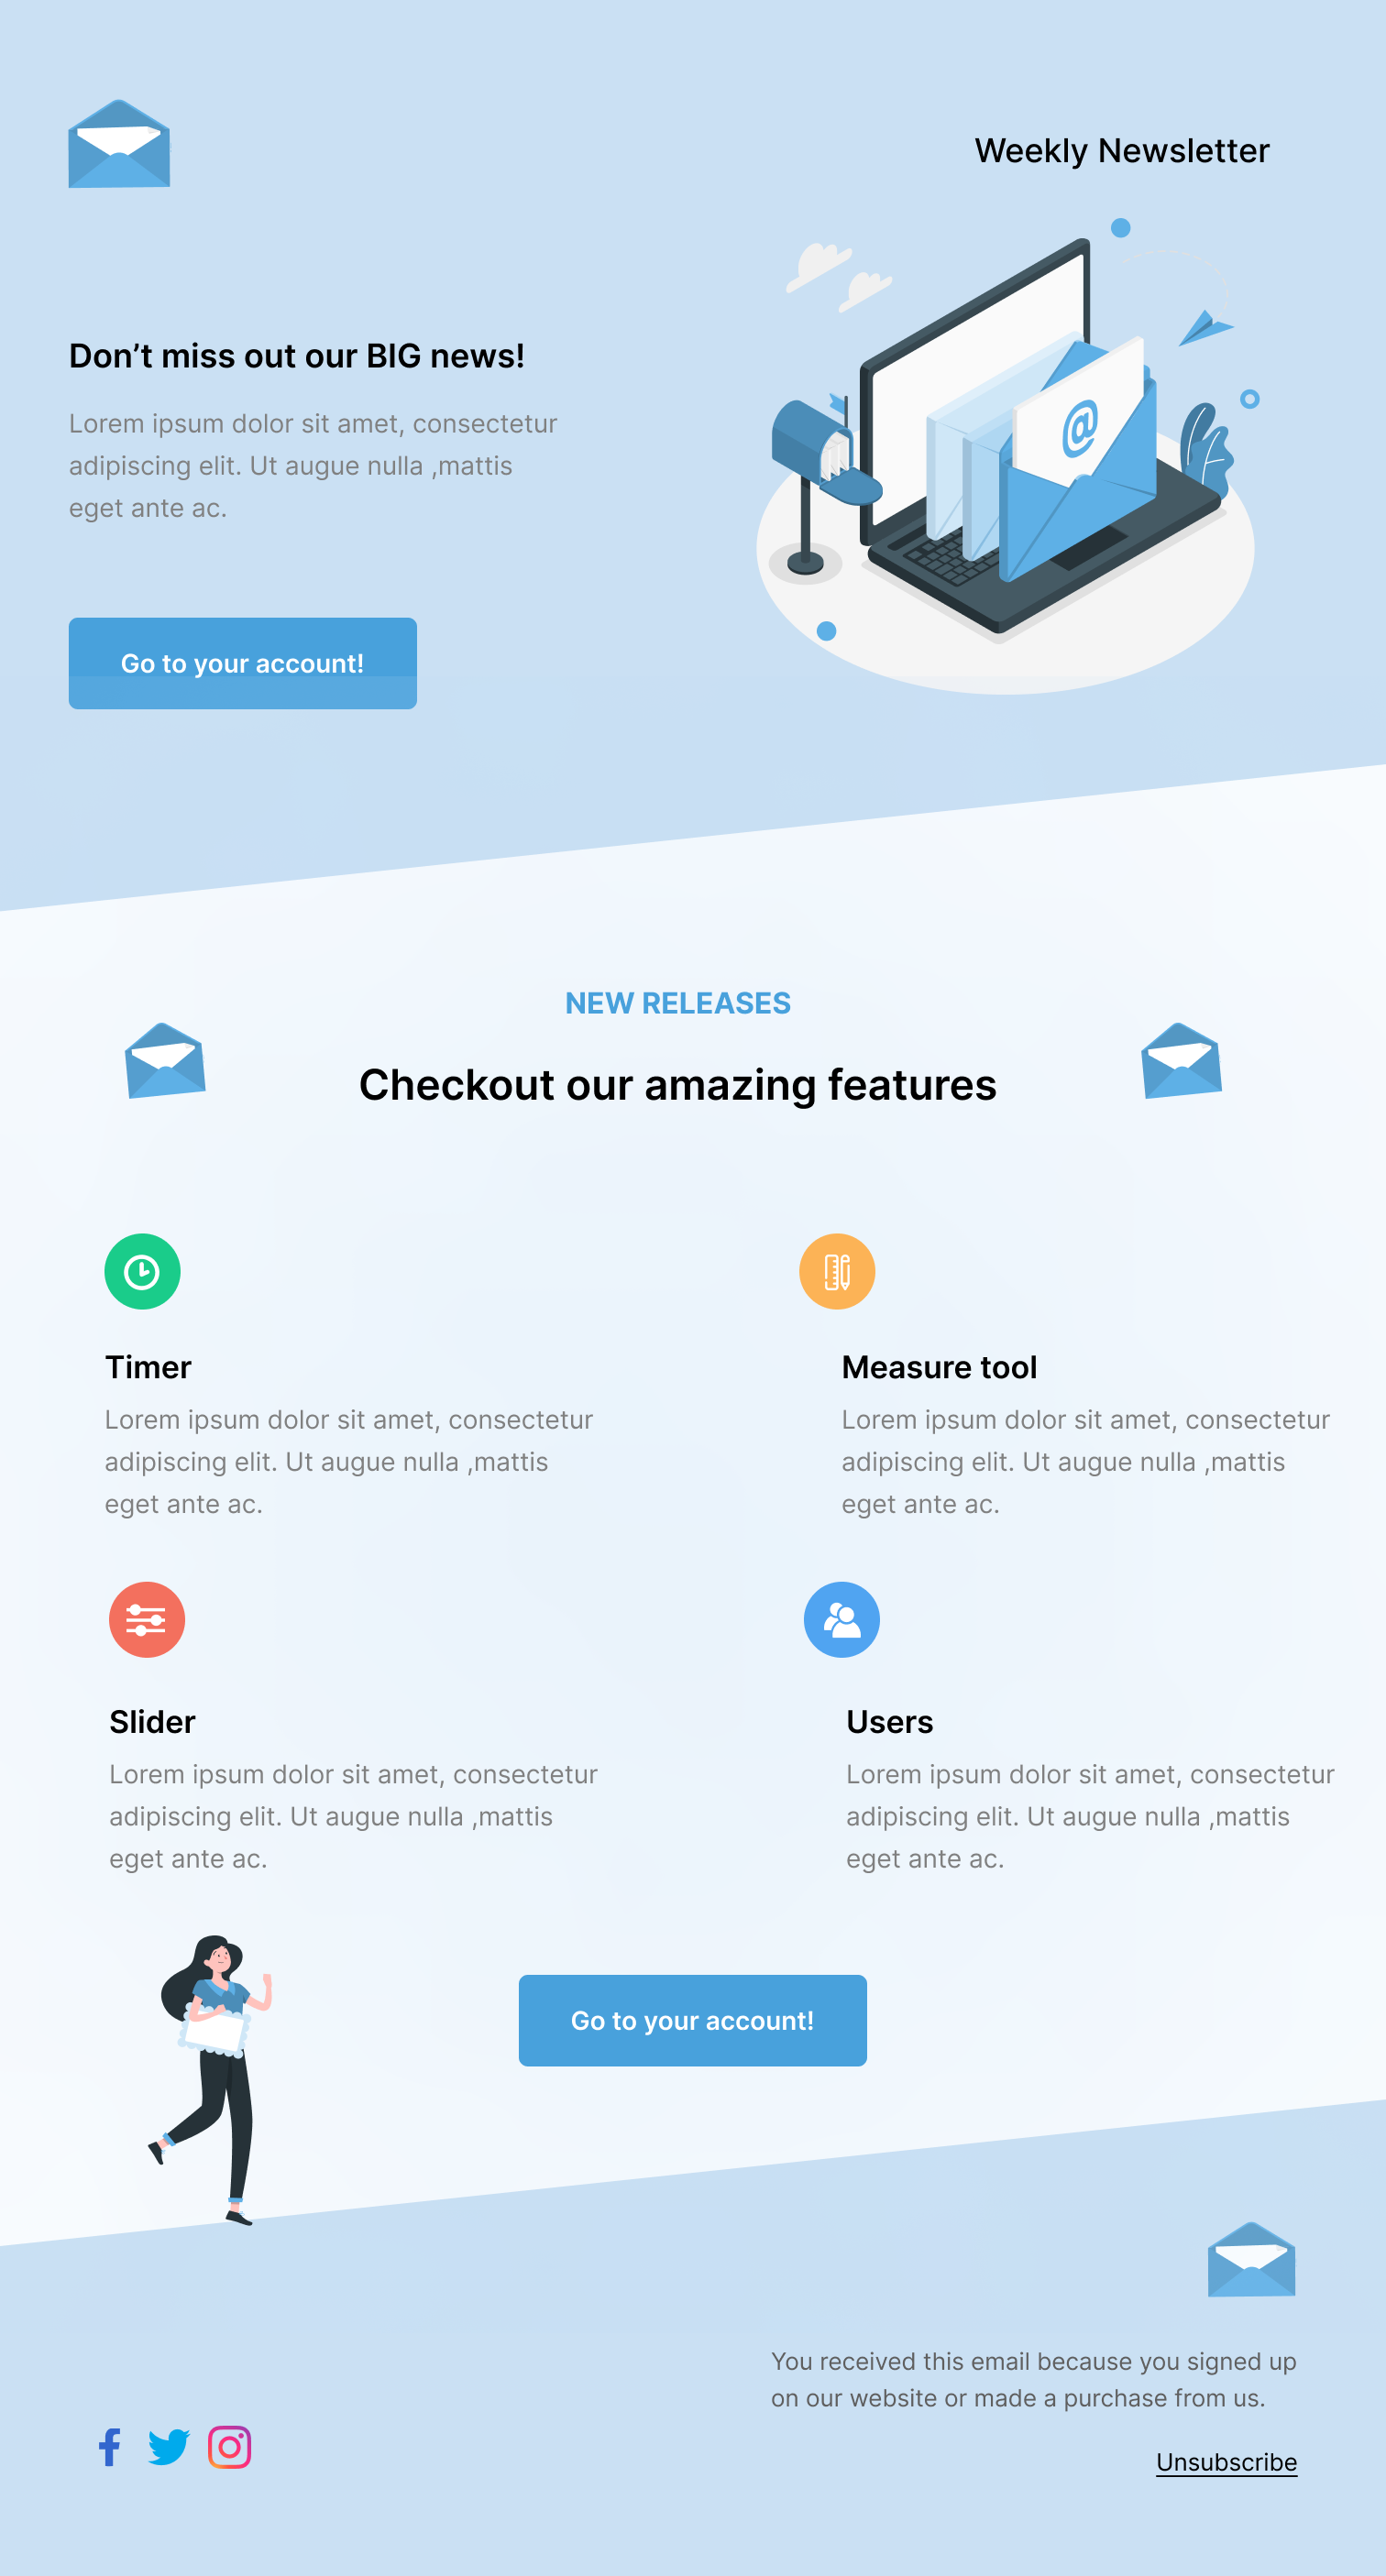 Weekly Newsletter
Don’t miss out our BIG news!
Lorem ipsum dolor sit amet, consectetur
adipiscing elit. Ut augue nulla ,mattis
eget ante ac.
Go to your account!
@
NEW RELEASES
Checkout our amazing features
Timer
Lorem ipsum dolor sit amet, consectetur
adipiscing elit. Ut augue nulla ,mattis
eget ante ac.
Measure tool
Lorem ipsum dolor sit amet, consectetur
adipiscing elit. Ut augue nulla ,mattis
eget ante ac.
Slider
Lorem ipsum dolor sit amet, consectetur
adipiscing elit. Ut augue nulla ,mattis
eget ante ac.
Users
Lorem ipsum dolor sit amet, consectetur
adipiscing elit. Ut augue nulla ,mattis
eget ante ac.
Go to your account!
You received this email because you signed up
on our website or made a purchase from us.
Unsubscribe